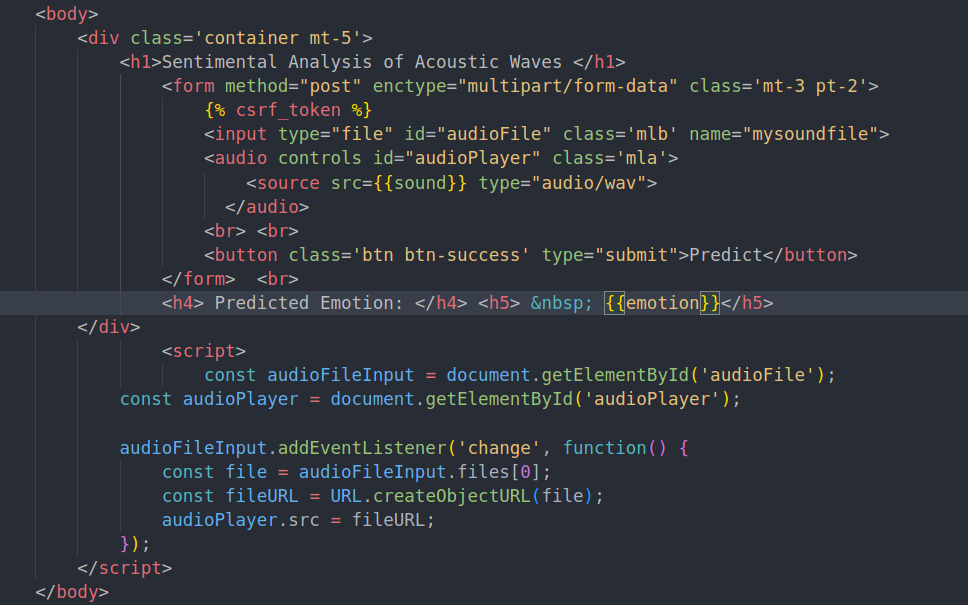 <body>
<div class='container mt-5'>
<h1>Sentimental Analysis of Acoustic Waves </h1>
<form method="post" enctype="multipart/form-data" class='mt-3 pt-2'>
{% csrf_token %}
<input type="file" id="audioFile" class='mlb' name="mysoundfile">
<audio controls id="audioPlayer" class='mla'>
<source src={{sound}} type="audio/wav">
</audio>
<br> <br>
<button class='btn btn-success' type="submit">Predict</button>
</form>  <br>
<h4> Predicted Emotion: </h4> <h5> &nbsp; {{emotion}}</h5>
</div>
<script>
const audioFileInput = document.getElementById('audioFile');
const audioPlayer = document.getElementById('audioPlayer');
audioFileInput.addEventListener('change', function() {
const file = audioFileInput.files[0];
const fileURL = URL.createObjectURL(file);
audioPlayer.src = fileURL;
});
</script>
</body>